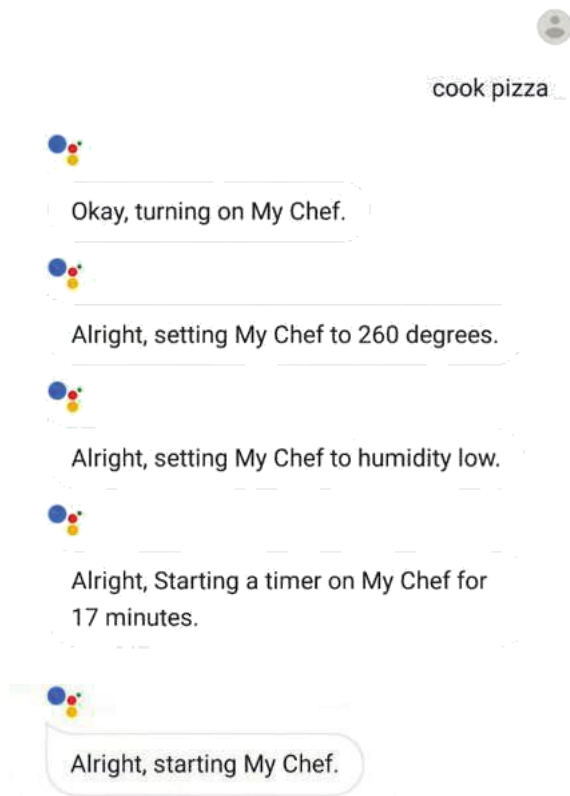 cook pizza
Okay, turning on My Chef.
Alright, setting My Chef to 260 degrees.
Alright, setting My Chef to humidity low.
Alright, Starting a timer on My Chef for
17 minutes.
Alright, starting My Chef.